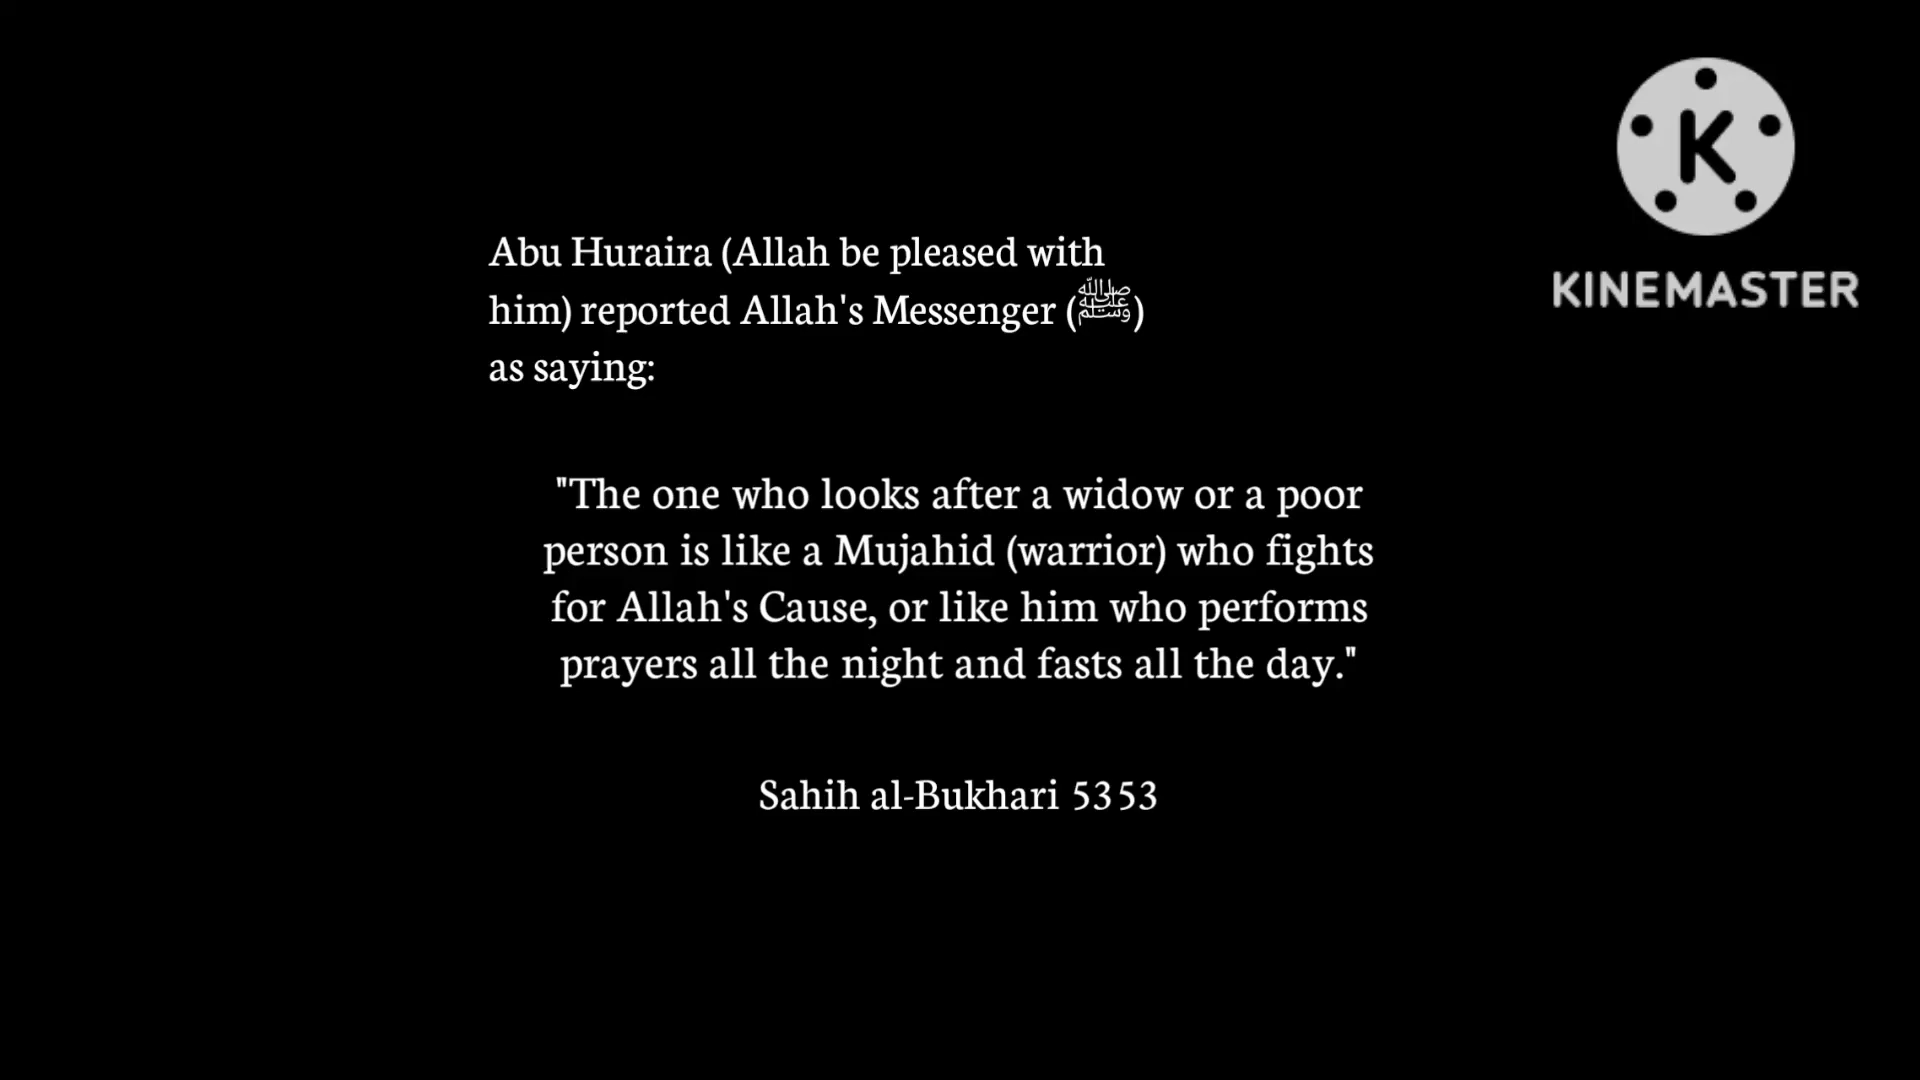 Abu Huraira (Allah be pleased with
him) reported Allah's Messenger (ﷺ)
as saying:
"The one who looks after a widow or a poor
person is like a Mujahid (warrior) who fights
for Allah's Cause, or like him who performs
prayers all the night and fasts all the day."
Sahih al-Bukhari 5353
K
KINEMASTER